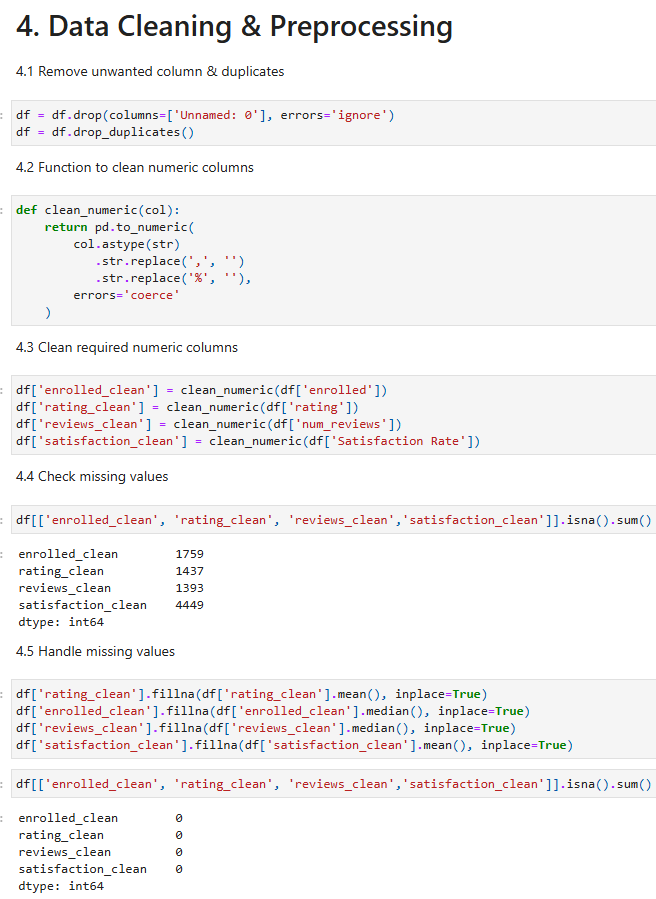 4. Data Cleaning & Preprocessing
4.1 Remove unwanted column & duplicates
df = df.drop(columns=['Unnamed: 0'], errors='ignore')
df = df.drop_duplicates()
4.2 Function to clean numeric columns
def clean_numeric(col):
    return pd.to_numeric(
        col.astype(str)
           .str.replace(',', '')
           .str.replace('%', ''),
        errors='coerce'
    )
4.3 Clean required numeric columns
df['enrolled_clean'] = clean_numeric(df['enrolled'])
df['rating_clean'] = clean_numeric(df['rating'])
df['reviews_clean'] = clean_numeric(df['num_reviews'])
df['satisfaction_clean'] = clean_numeric(df['Satisfaction Rate'])
4.4 Check missing values
df[['enrolled_clean', 'rating_clean', 'reviews_clean','satisfaction_clean']].isna().sum()
enrolled_clean        1759
rating_clean          1437
reviews_clean         1393
satisfaction_clean    4449
dtype: int64
4.5 Handle missing values
df['rating_clean'].fillna(df['rating_clean'].mean(), inplace=True)
df['enrolled_clean'].fillna(df['enrolled_clean'].median(), inplace=True)
df['reviews_clean'].fillna(df['reviews_clean'].median(), inplace=True)
df['satisfaction_clean'].fillna(df['satisfaction_clean'].mean(), inplace=True)
df[['enrolled_clean', 'rating_clean', 'reviews_clean','satisfaction_clean']].isna().sum()
enrolled_clean        0
rating_clean          0
reviews_clean         0
satisfaction_clean    0
dtype: int64